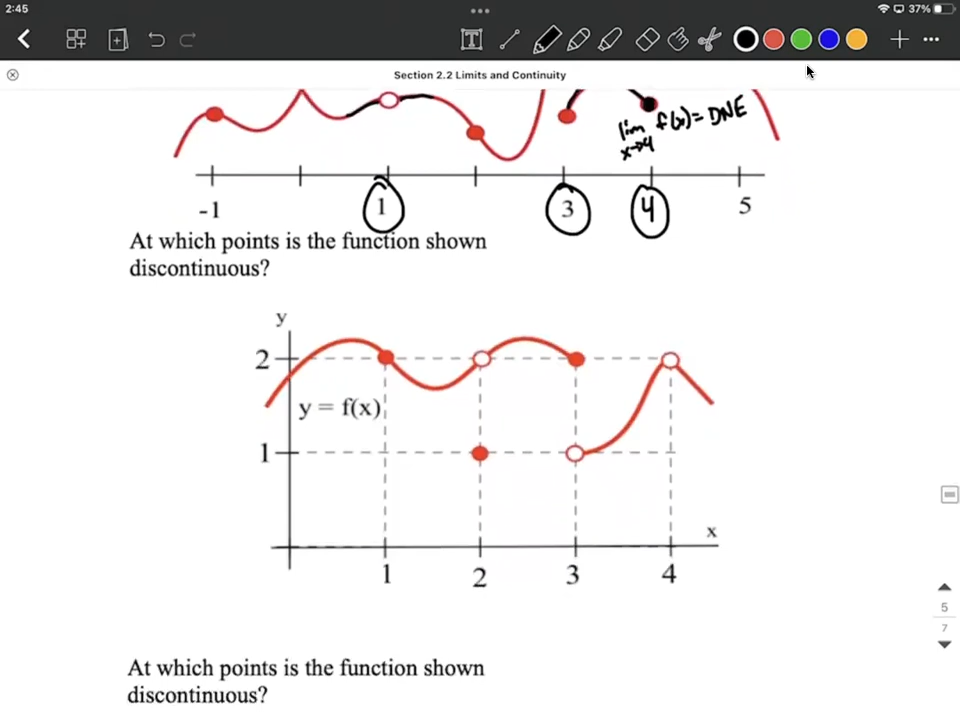 2:45
37%
T
Section 2.2 Limits and Continuity
lim f(x) = DNE
x→4
-1 1 3 4 5
At which points is the function shown
discontinuous?
y
2
y = f(x)
1
x
1 2 3 4
5
7
At which points is the function shown
discontinuous?